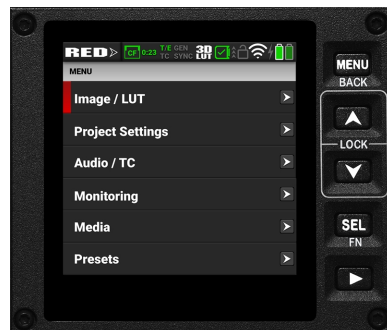 RED
CF 0:23 T/E GEN 3D
TC SYNC LUT
MENU
Image / LUT
Project Settings
Audio / TC
Monitoring
Media
Presets
MENU
BACK
LOCK
SEL
FN